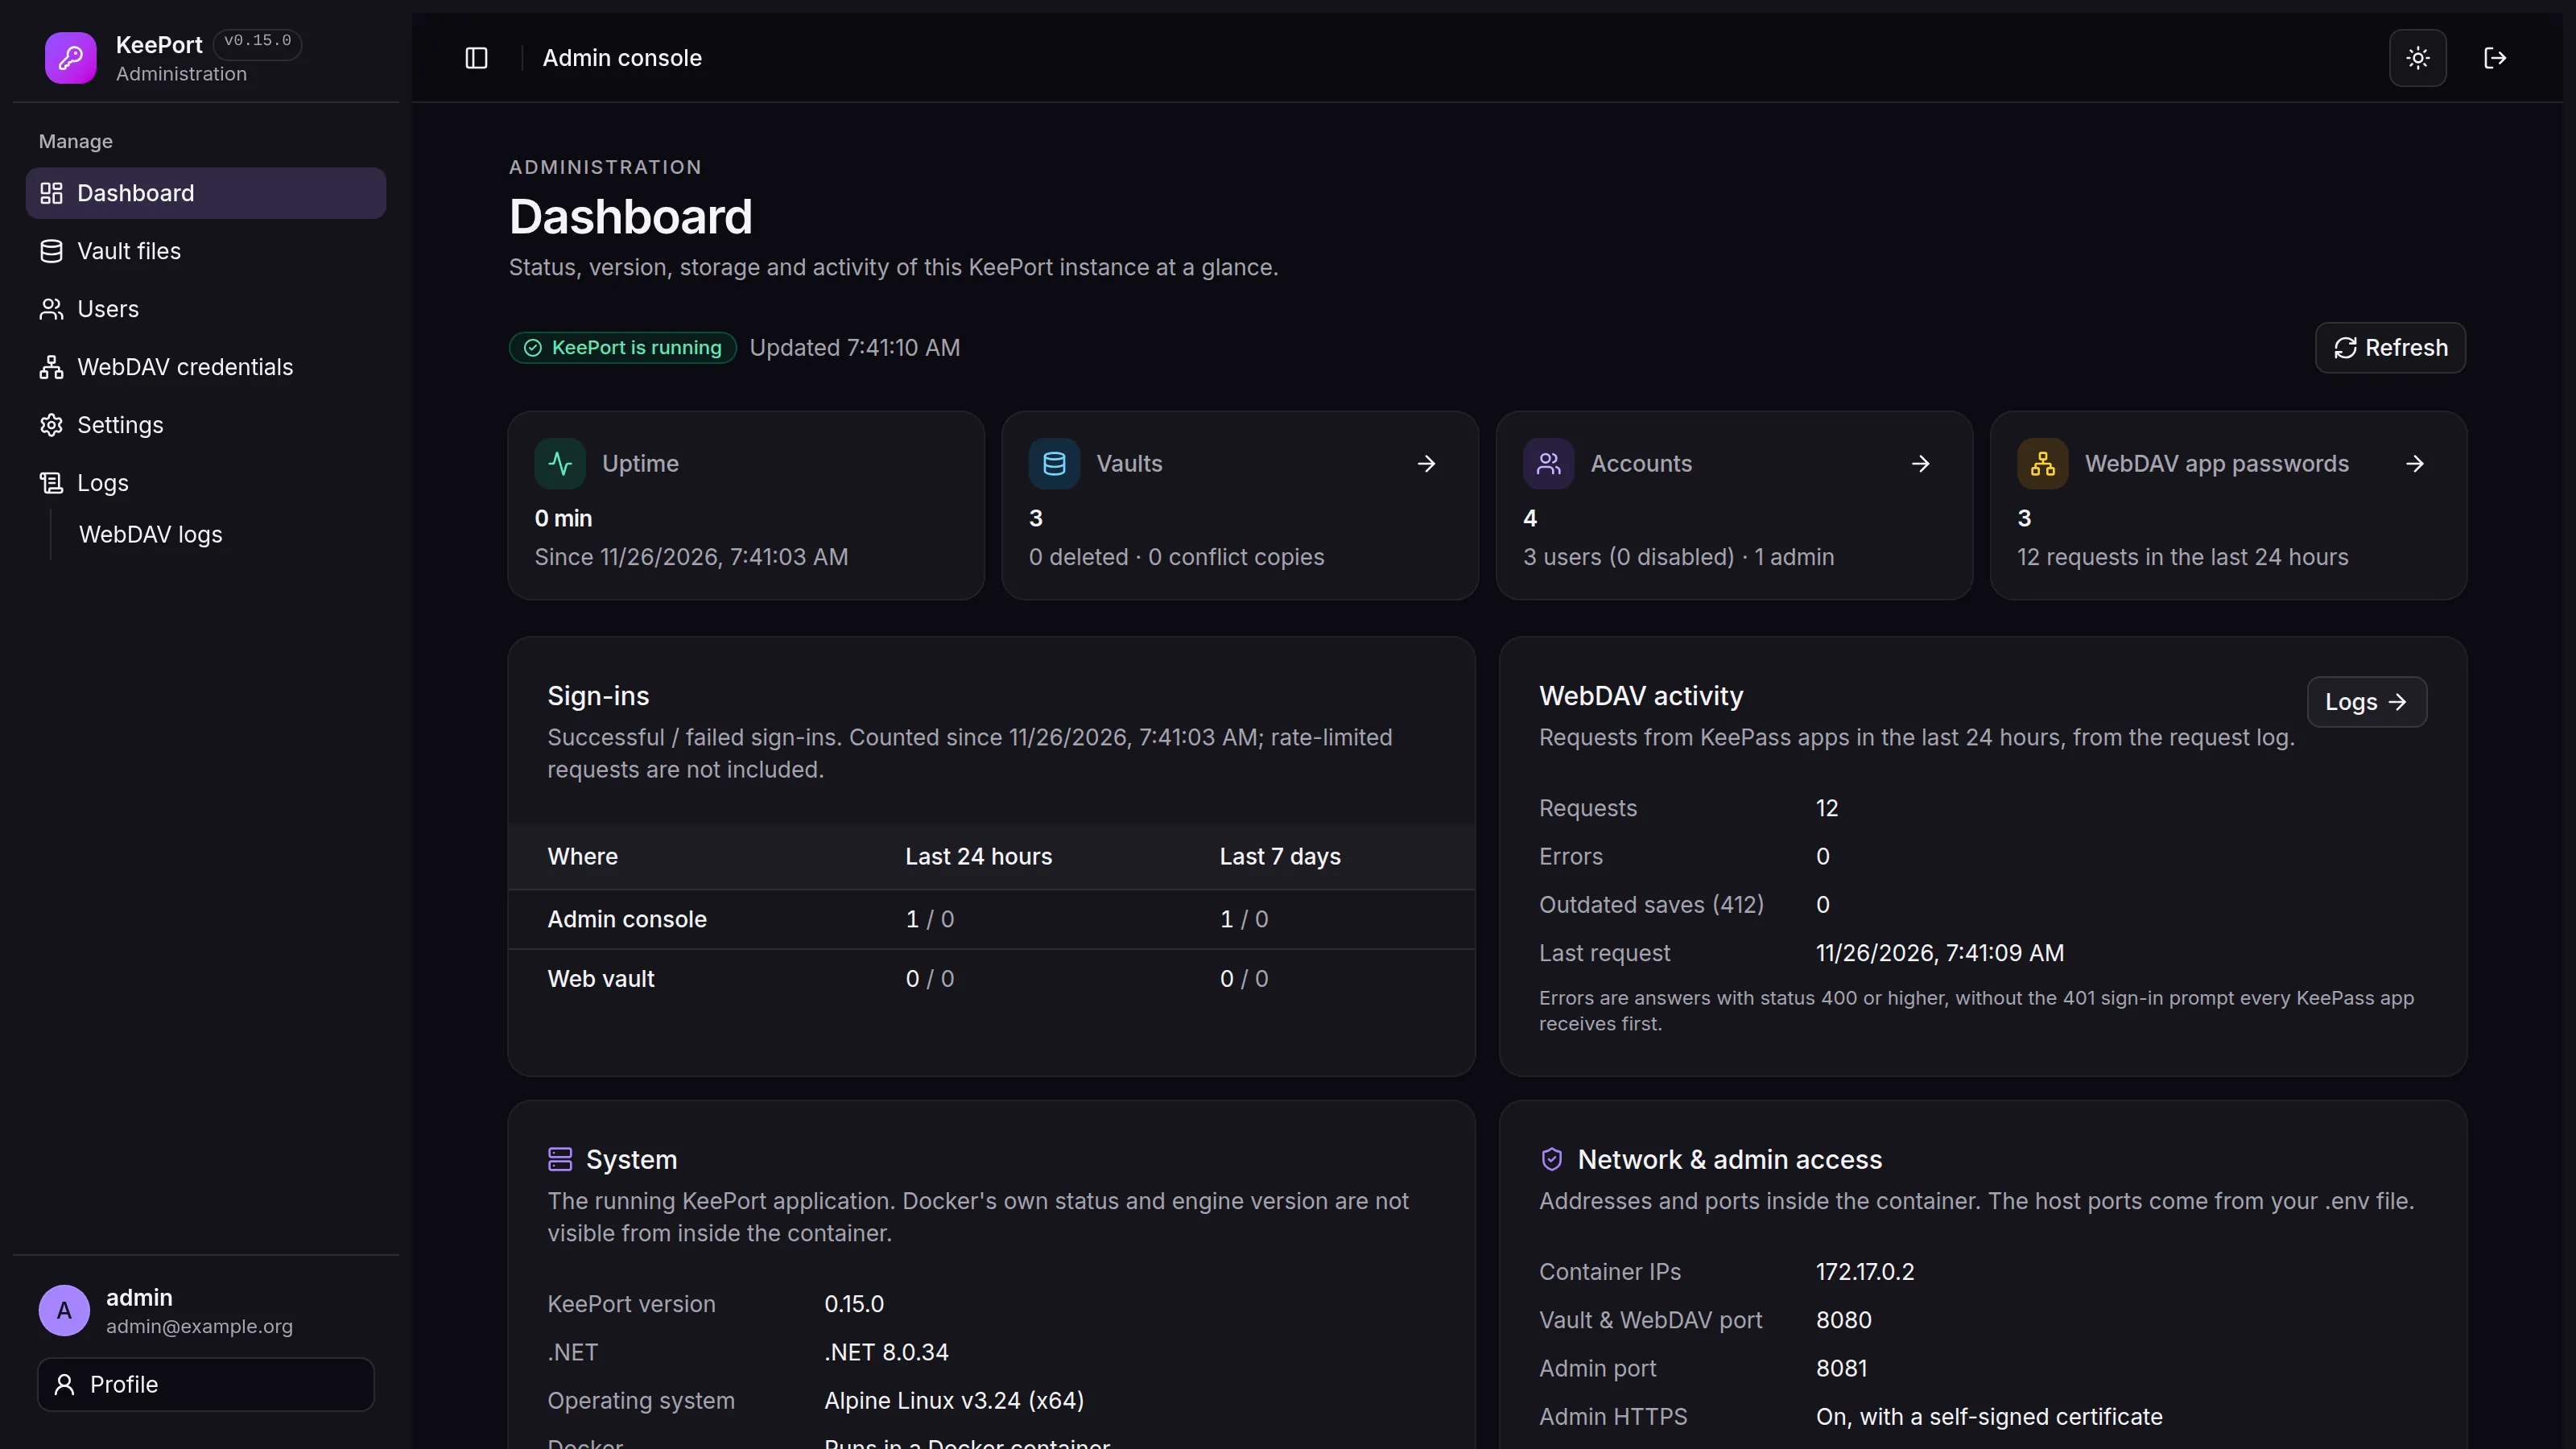 KeePort v0.15.0
Administration
Manage
Dashboard
Vault files
Users
WebDAV credentials
Settings
Logs
WebDAV logs
A
admin
admin@example.org
Profile
Admin console
ADMINISTRATION
Dashboard
Status, version, storage and activity of this KeePort instance at a glance.
KeePort is running Updated 7:41:10 AM
Refresh
Uptime
0 min
Since 11/26/2026, 7:41:03 AM
Vaults
3
0 deleted · 0 conflict copies
Accounts
4
3 users (0 disabled) · 1 admin
WebDAV app passwords
3
12 requests in the last 24 hours
Sign-ins
Successful / failed sign-ins. Counted since 11/26/2026, 7:41:03 AM; rate-limited
requests are not included.
Where Last 24 hours Last 7 days
Admin console 1 / 0 1 / 0
Web vault 0 / 0 0 / 0
WebDAV activity
Logs
Requests from KeePass apps in the last 24 hours, from the request log.
Requests 12
Errors 0
Outdated saves (412) 0
Last request 11/26/2026, 7:41:09 AM
Errors are answers with status 400 or higher, without the 401 sign-in prompt every KeePass app
receives first.
System
The running KeePort application. Docker's own status and engine version are not
visible from inside the container.
KeePort version 0.15.0
.NET .NET 8.0.34
Operating system Alpine Linux v3.24 (x64)
Docker Runs in a Docker container
Network & admin access
Addresses and ports inside the container. The host ports come from your .env file.
Container IPs 172.17.0.2
Vault & WebDAV port 8080
Admin port 8081
Admin HTTPS On, with a self-signed certificate